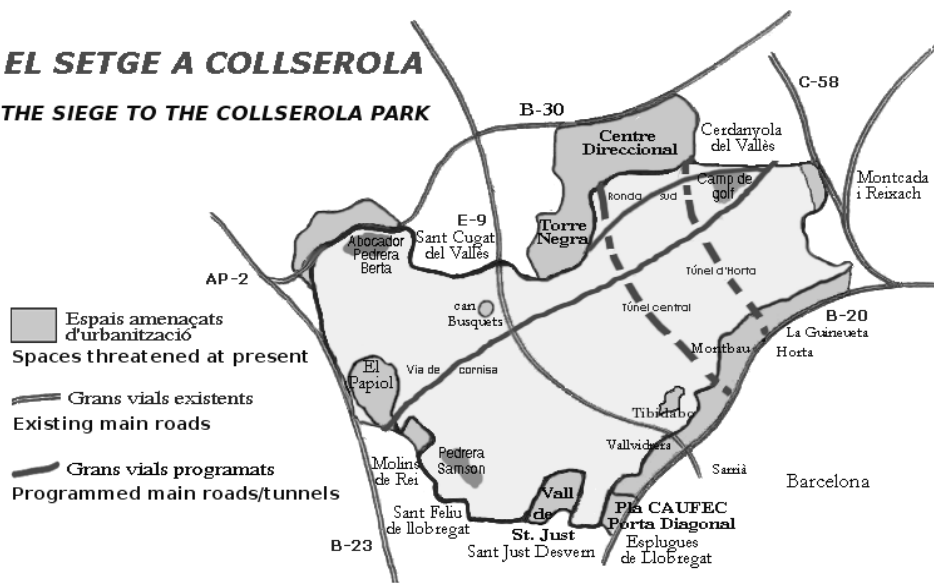 EL SETGE A COLLSEROLA
THE SIEGE TO THE COLLSEROLA PARK
C-58
B-30
Centre
Direccional
Cerdanyola
del Vallès
Montcada
i Reixach
Camp de
golf
Ronda sud
Torre
Negra
E-9
Sant Cugat
del Vallès
Abocador
Pedrera
Berta
AP-2
Túnel d'Horta
can
Busquets
Túnel central
B-20
La Guineueta
Horta
Montbau
Espais amenaçats
d'urbanització
Spaces threatened at present
El
Papiol
Via de cornisa
Grans vials existents
Existing main roads
Tibidabo
Vallvidrera
Sarrià
Grans vials programats
Programmed main roads/tunnels
Molins
de Rei
Pedrera
Samson
Barcelona
Vall
de
St. Just
Sant Just Desvern
Sant Feliu
de llobregat
Pla CAUFEC
Porta Diagonal
Esplugues
de Llobregat
B-23